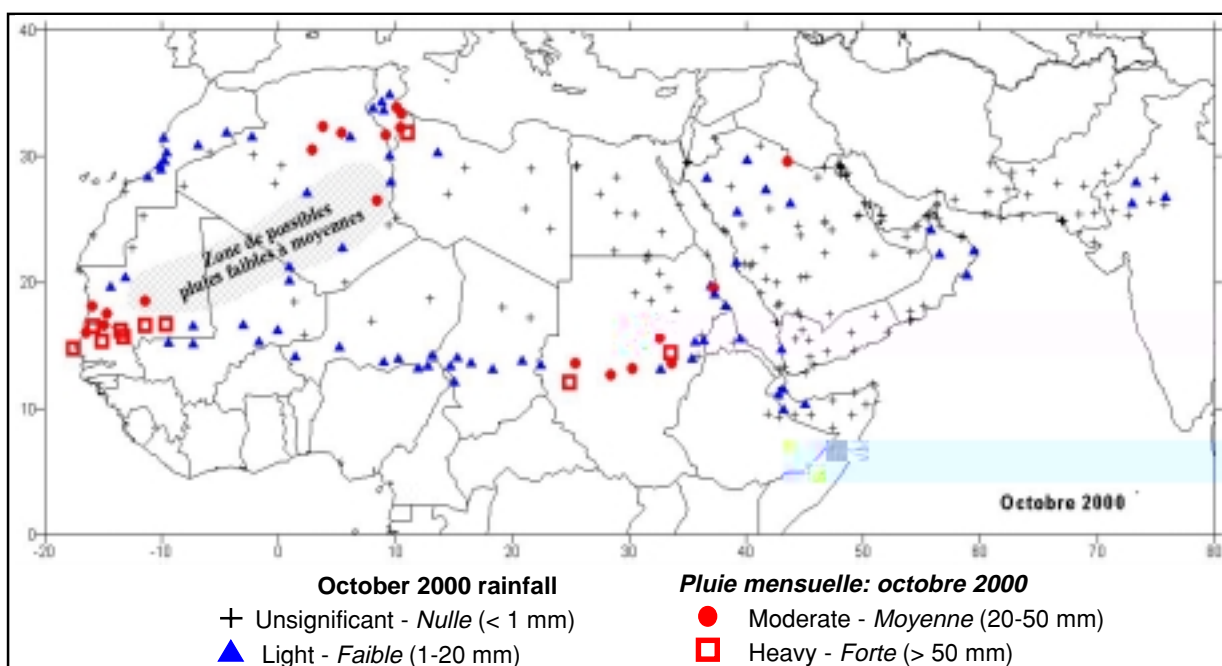 40
30
20
10
0
-20 -10 0 10 20 30 40 50 60 70 80
Zone de possibles
pluies faibles à moyennes
Octobre 2000
October 2000 rainfall
Pluie mensuelle: octobre 2000
Unsignificant - Nulle (< 1 mm)
Moderate - Moyenne (20-50 mm)
Light - Faible (1-20 mm)
Heavy - Forte (> 50 mm)